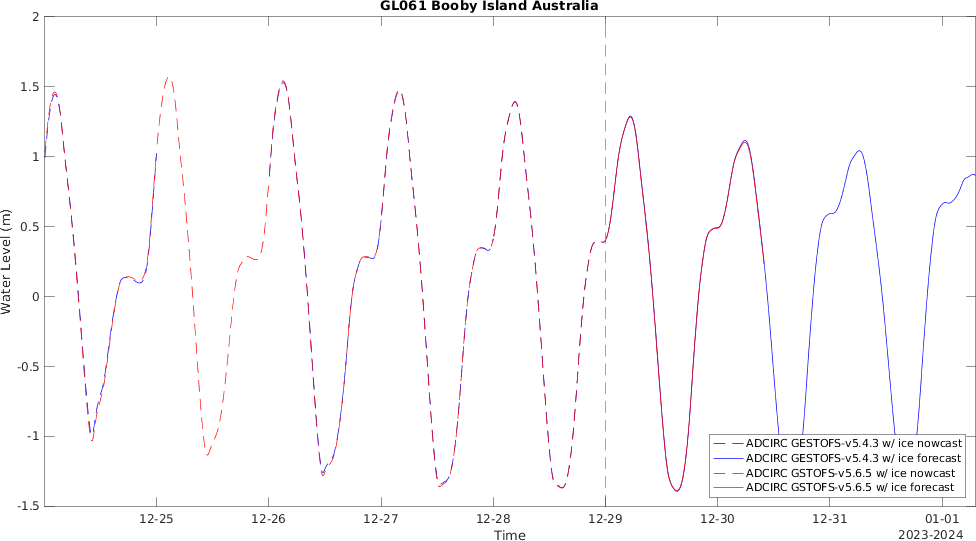 GL061 Booby Island Australia
Water Level (m)
2
1.5
1
0.5
0
-0.5
-1
-1.5
ADCIRC GESTOFS-v5.4.3 w/ ice nowcast
ADCIRC GESTOFS-v5.4.3 w/ ice forecast
ADCIRC GSTOFS-v5.6.5 w/ ice nowcast
ADCIRC GSTOFS-v5.6.5 w/ ice forecast
12-25 12-26 12-27 12-28 12-29 12-30 12-31 01-01
Time
2023-2024